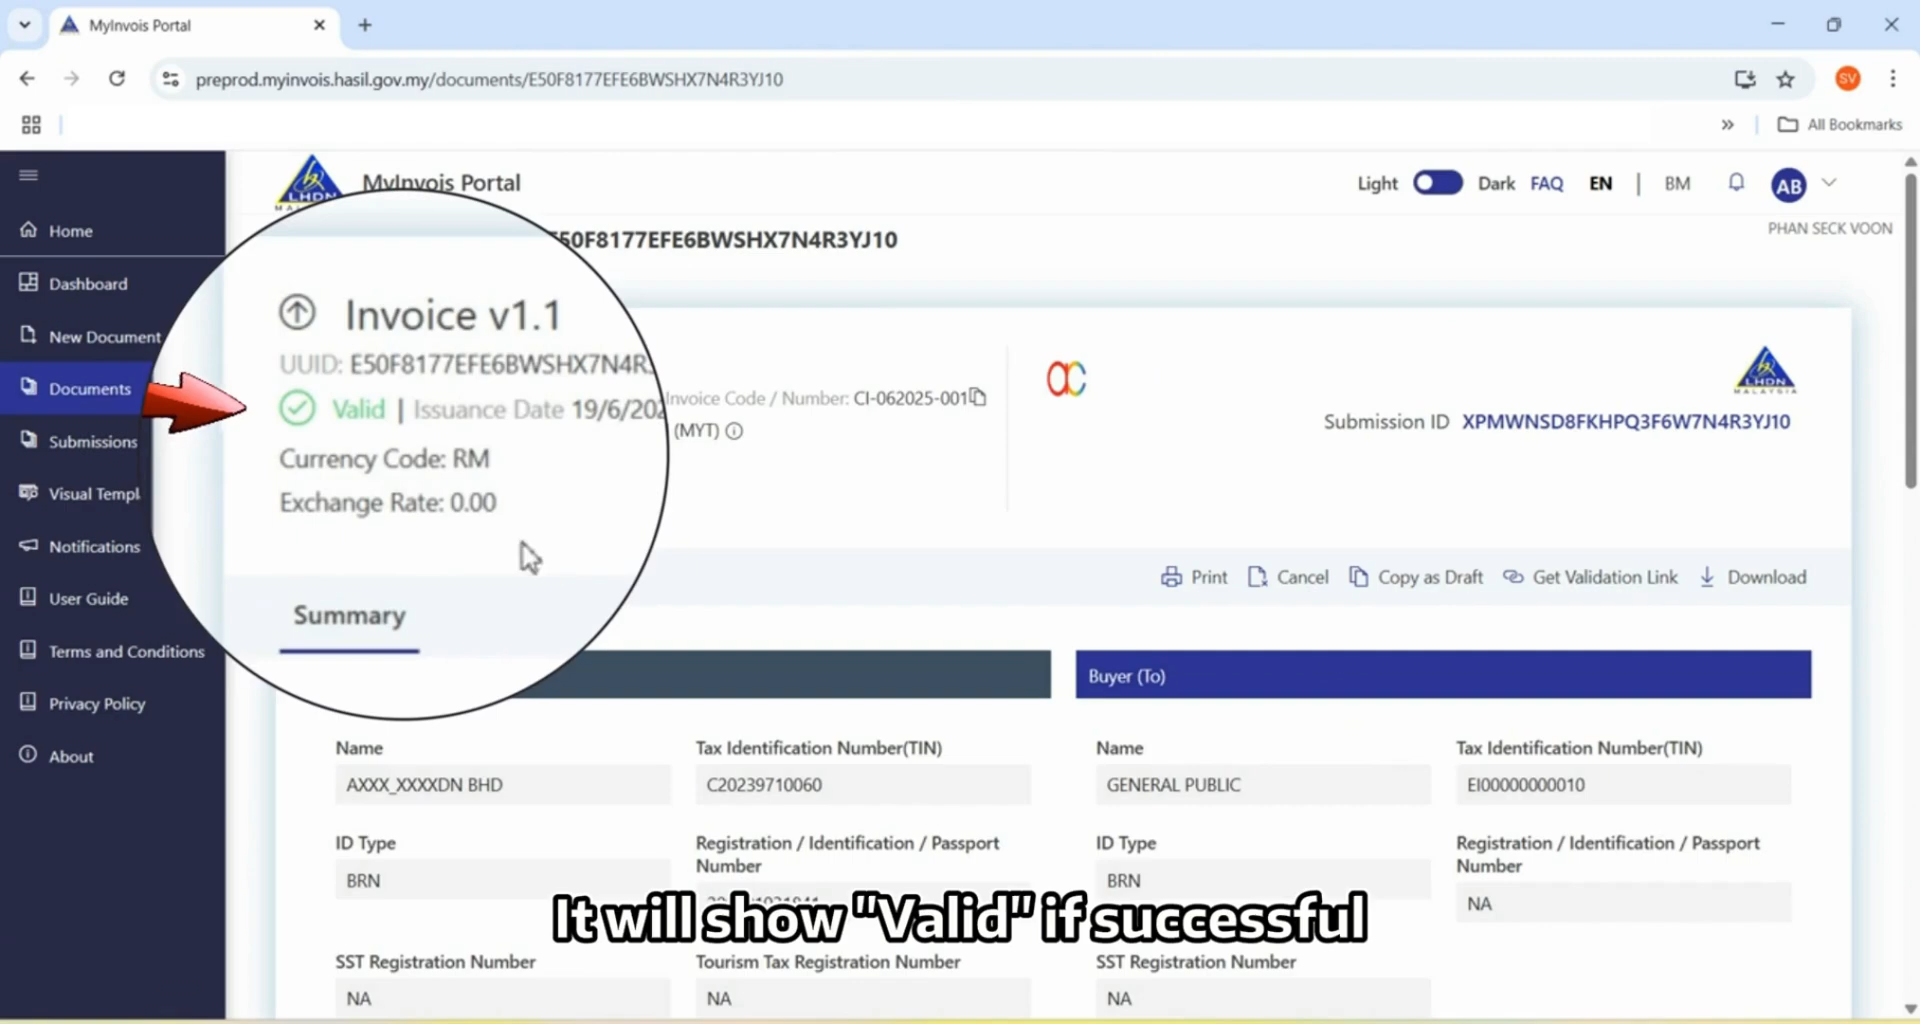 MyInvois Portal
preprod.myinvois.hasil.gov.my/documents/E50F8177EFE6BWSHX7N4R3YJ10
SV
All Bookmarks
LHDN
MyInvois Portal
Light
Dark
FAQ
EN
|
BM
AB
PHAN SECK VOON
E50F8177EFE6BWSHX7N4R3YJ10
Home
Dashboard
New Document
Documents
Submissions
Visual Templ
Notifications
User Guide
Terms and Conditions
Privacy Policy
About
Invoice v1.1
UUID: E50F8177EFE6BWSHX7N4R
Valid | Issuance Date 19/6/202
Currency Code: RM
Exchange Rate: 0.00
Summary
Invoice Code / Number: CI-062025-001
(MYT)
ac
LHDN
MALAYSIA
Submission ID XPMWNSD8FKHPQ3F6W7N4R3YJ10
Print
Cancel
Copy as Draft
Get Validation Link
Download
Buyer (To)
Name
AXXX_XXXXDN BHD
Tax Identification Number(TIN)
C20239710060
ID Type
BRN
Registration / Identification / Passport
Number
SST Registration Number
NA
Tourism Tax Registration Number
NA
Name
GENERAL PUBLIC
Tax Identification Number(TIN)
EI00000000010
ID Type
BRN
Registration / Identification / Passport
Number
NA
SST Registration Number
NA
It will show "Valid" if successful